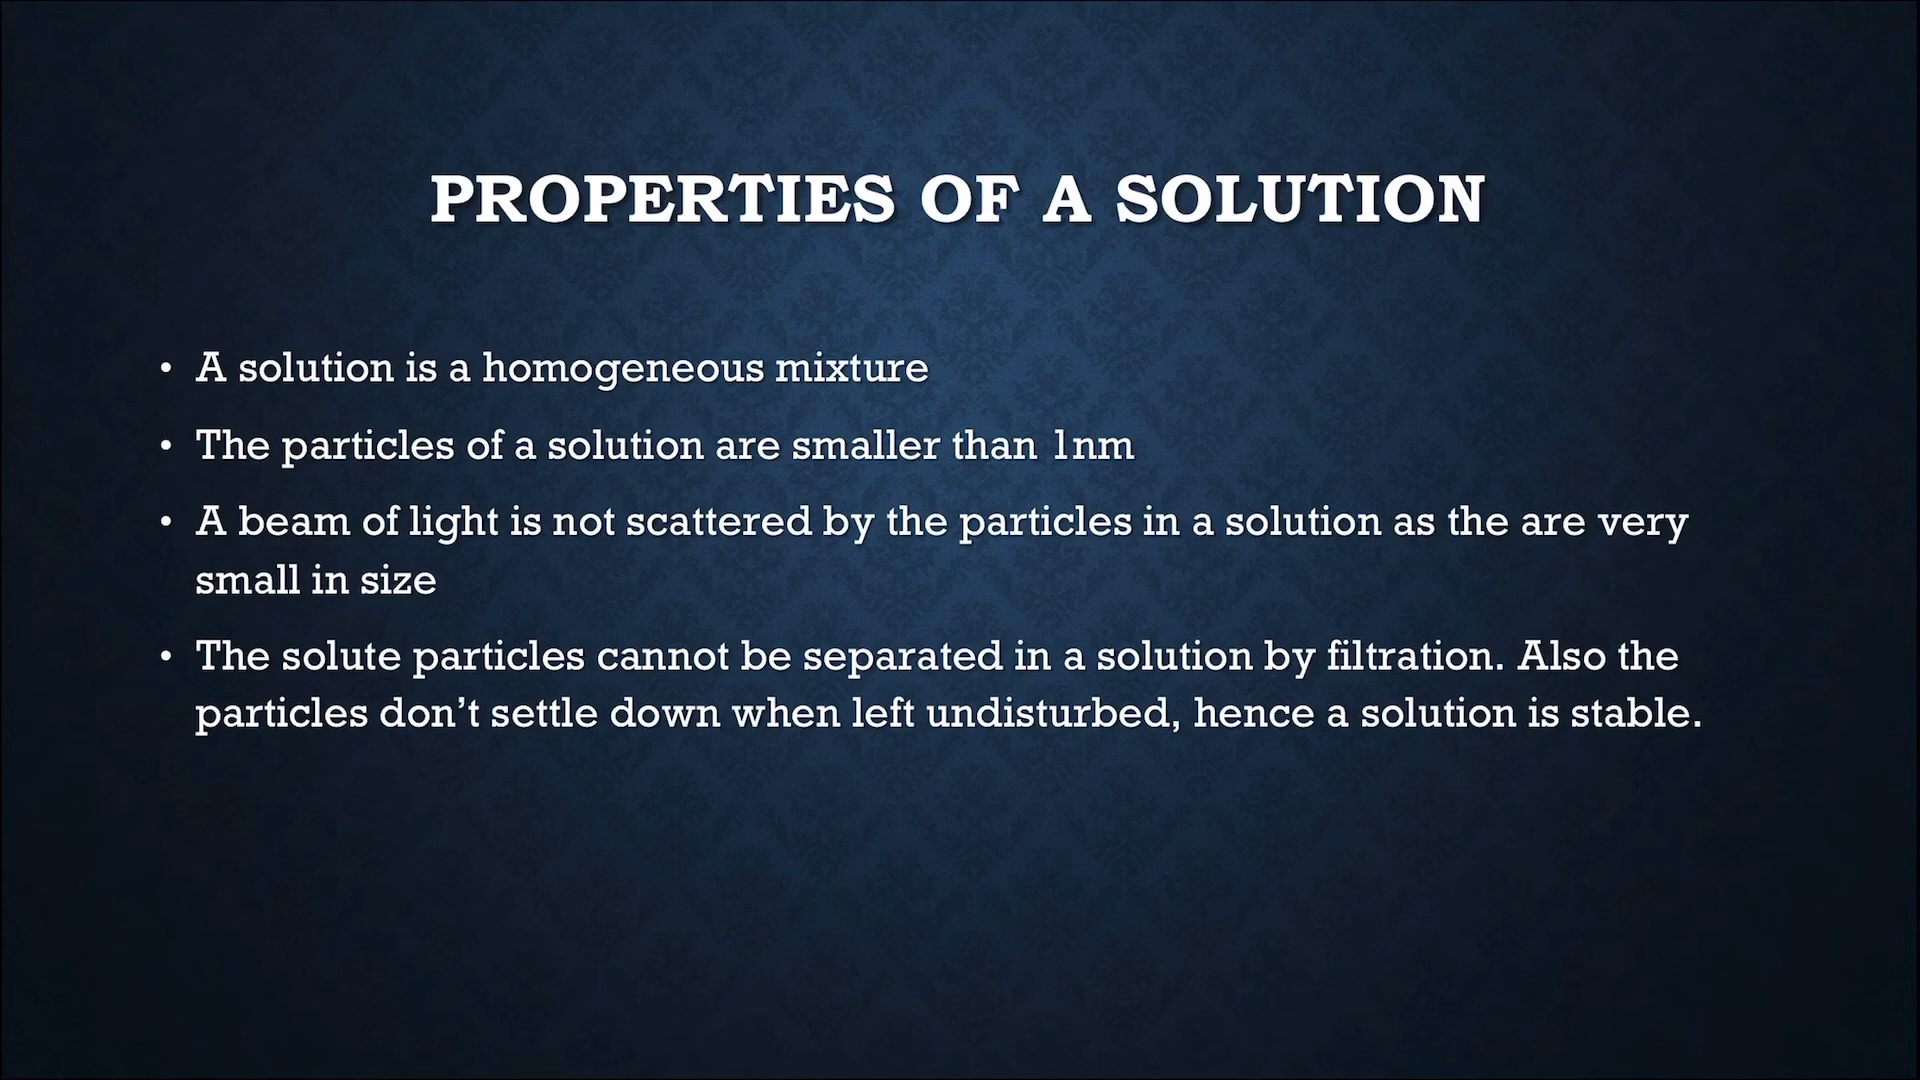 PROPERTIES OF A SOLUTION
• A solution is a homogeneous mixture
• The particles of a solution are smaller than 1nm
• A beam of light is not scattered by the particles in a solution as the are very
small in size
• The solute particles cannot be separated in a solution by filtration. Also the
particles don’t settle down when left undisturbed, hence a solution is stable.